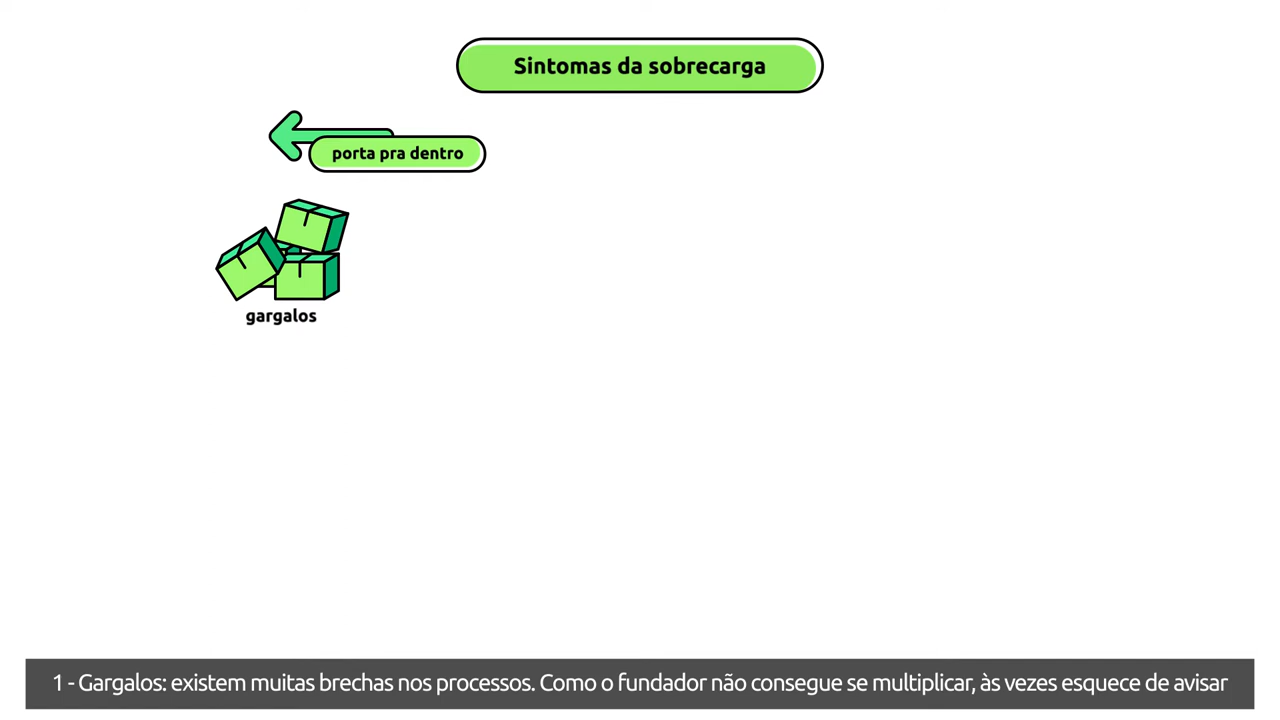 Sintomas da sobrecarga
porta pra dentro
gargalos
1 - Gargalos: existem muitas brechas nos processos. Como o fundador não consegue se multiplicar, às vezes esquece de avisar